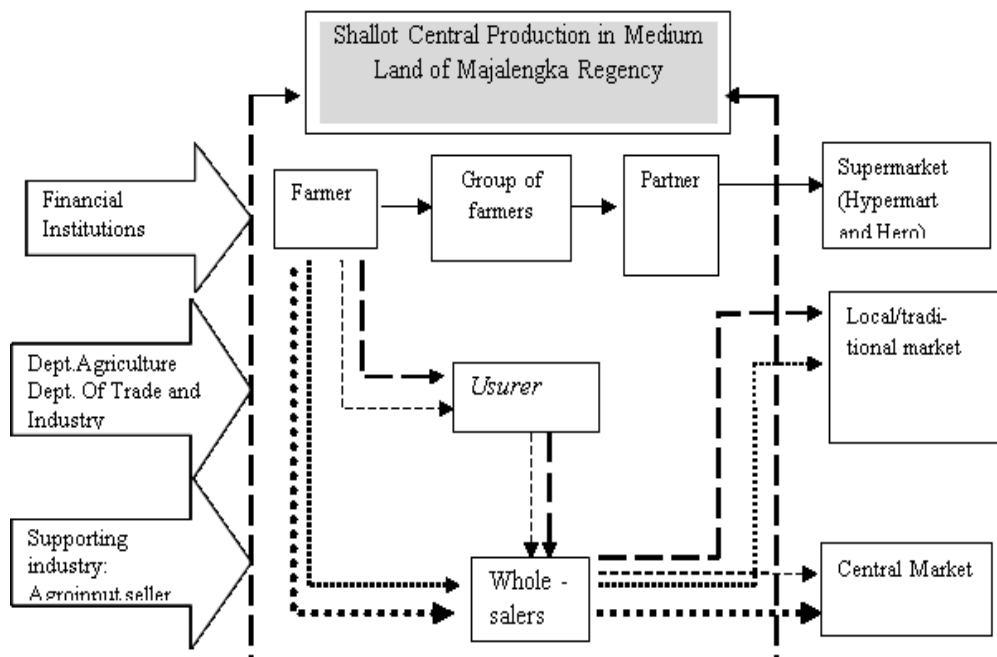 Shallot Central Production in Medium
Land of Majalengka Regency
Financial
Institutions
Farmer
Group of
farmers
Partner
Supermarket
(Hypermart
and Hero)
Dept.Agriculture
Dept. Of Trade and
Industry
Usurer
Local/tradi-
tional market
Supporting
industry:
Agroinput seller
Whole -
salers
Central Market